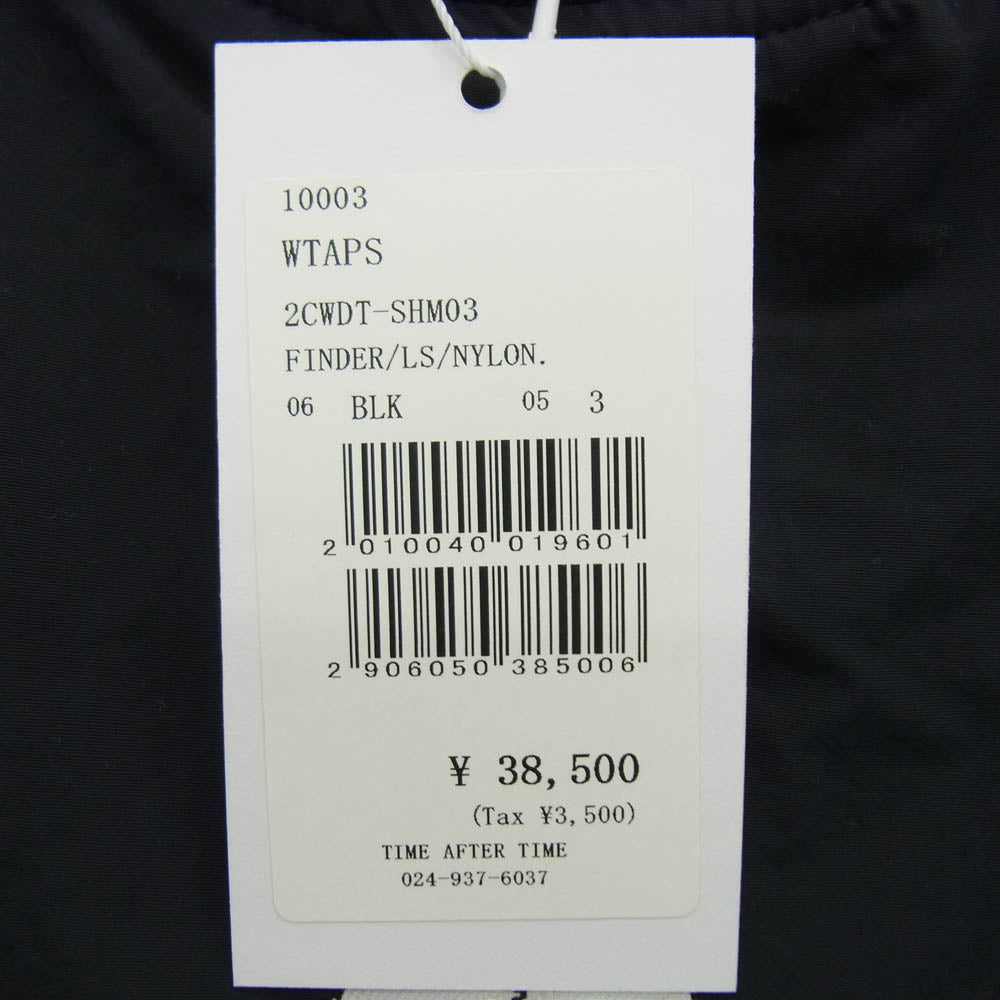 10003
WTAPS
2CWDT-SHM03
FINDER/LS/NYLON.
06 BLK 05 3
2 010040 019601
2 906050 385006
¥ 38,500
(Tax ¥3,500)
TIME AFTER TIME
024-937-6037